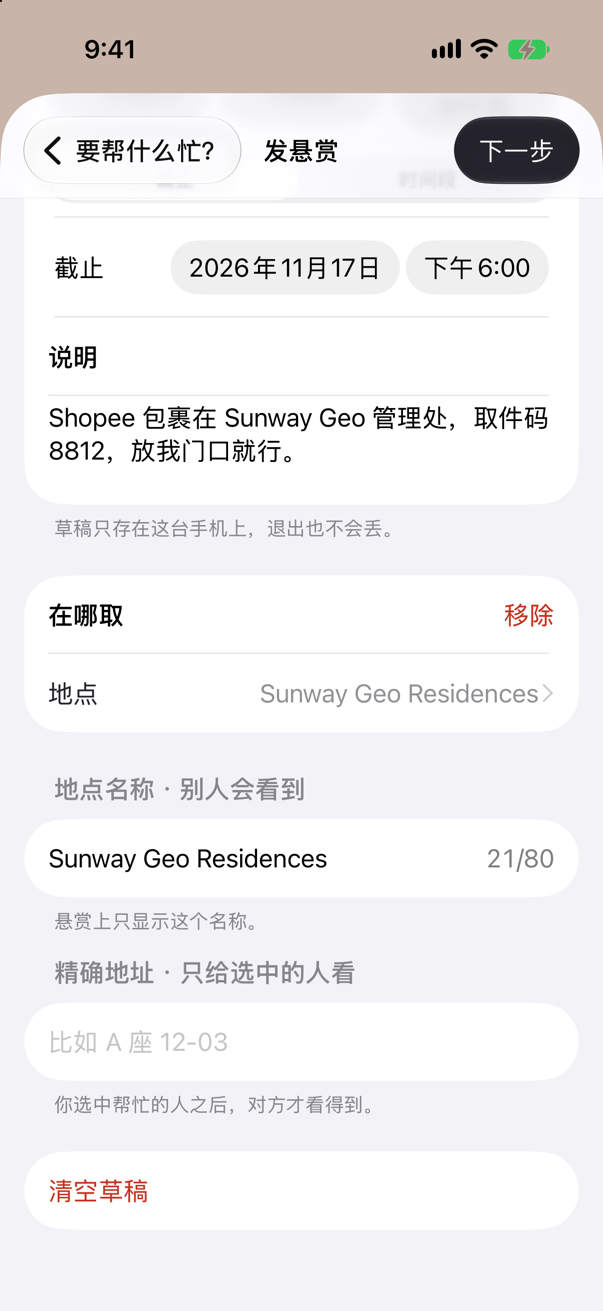 9:41
要帮什么忙?
发悬赏
下一步
时间段
截止
2026年11月17日
下午6:00
说明
Shopee 包裹在 Sunway Geo 管理处，取件码
8812，放我门口就行。
草稿只存在这台手机上，退出也不会丢。
在哪取
移除
地点
Sunway Geo Residences
地点名称 · 别人会看到
Sunway Geo Residences
21/80
悬赏上只显示这个名称。
精确地址 · 只给选中的人看
比如 A 座 12-03
你选中帮忙的人之后，对方才看得到。
清空草稿